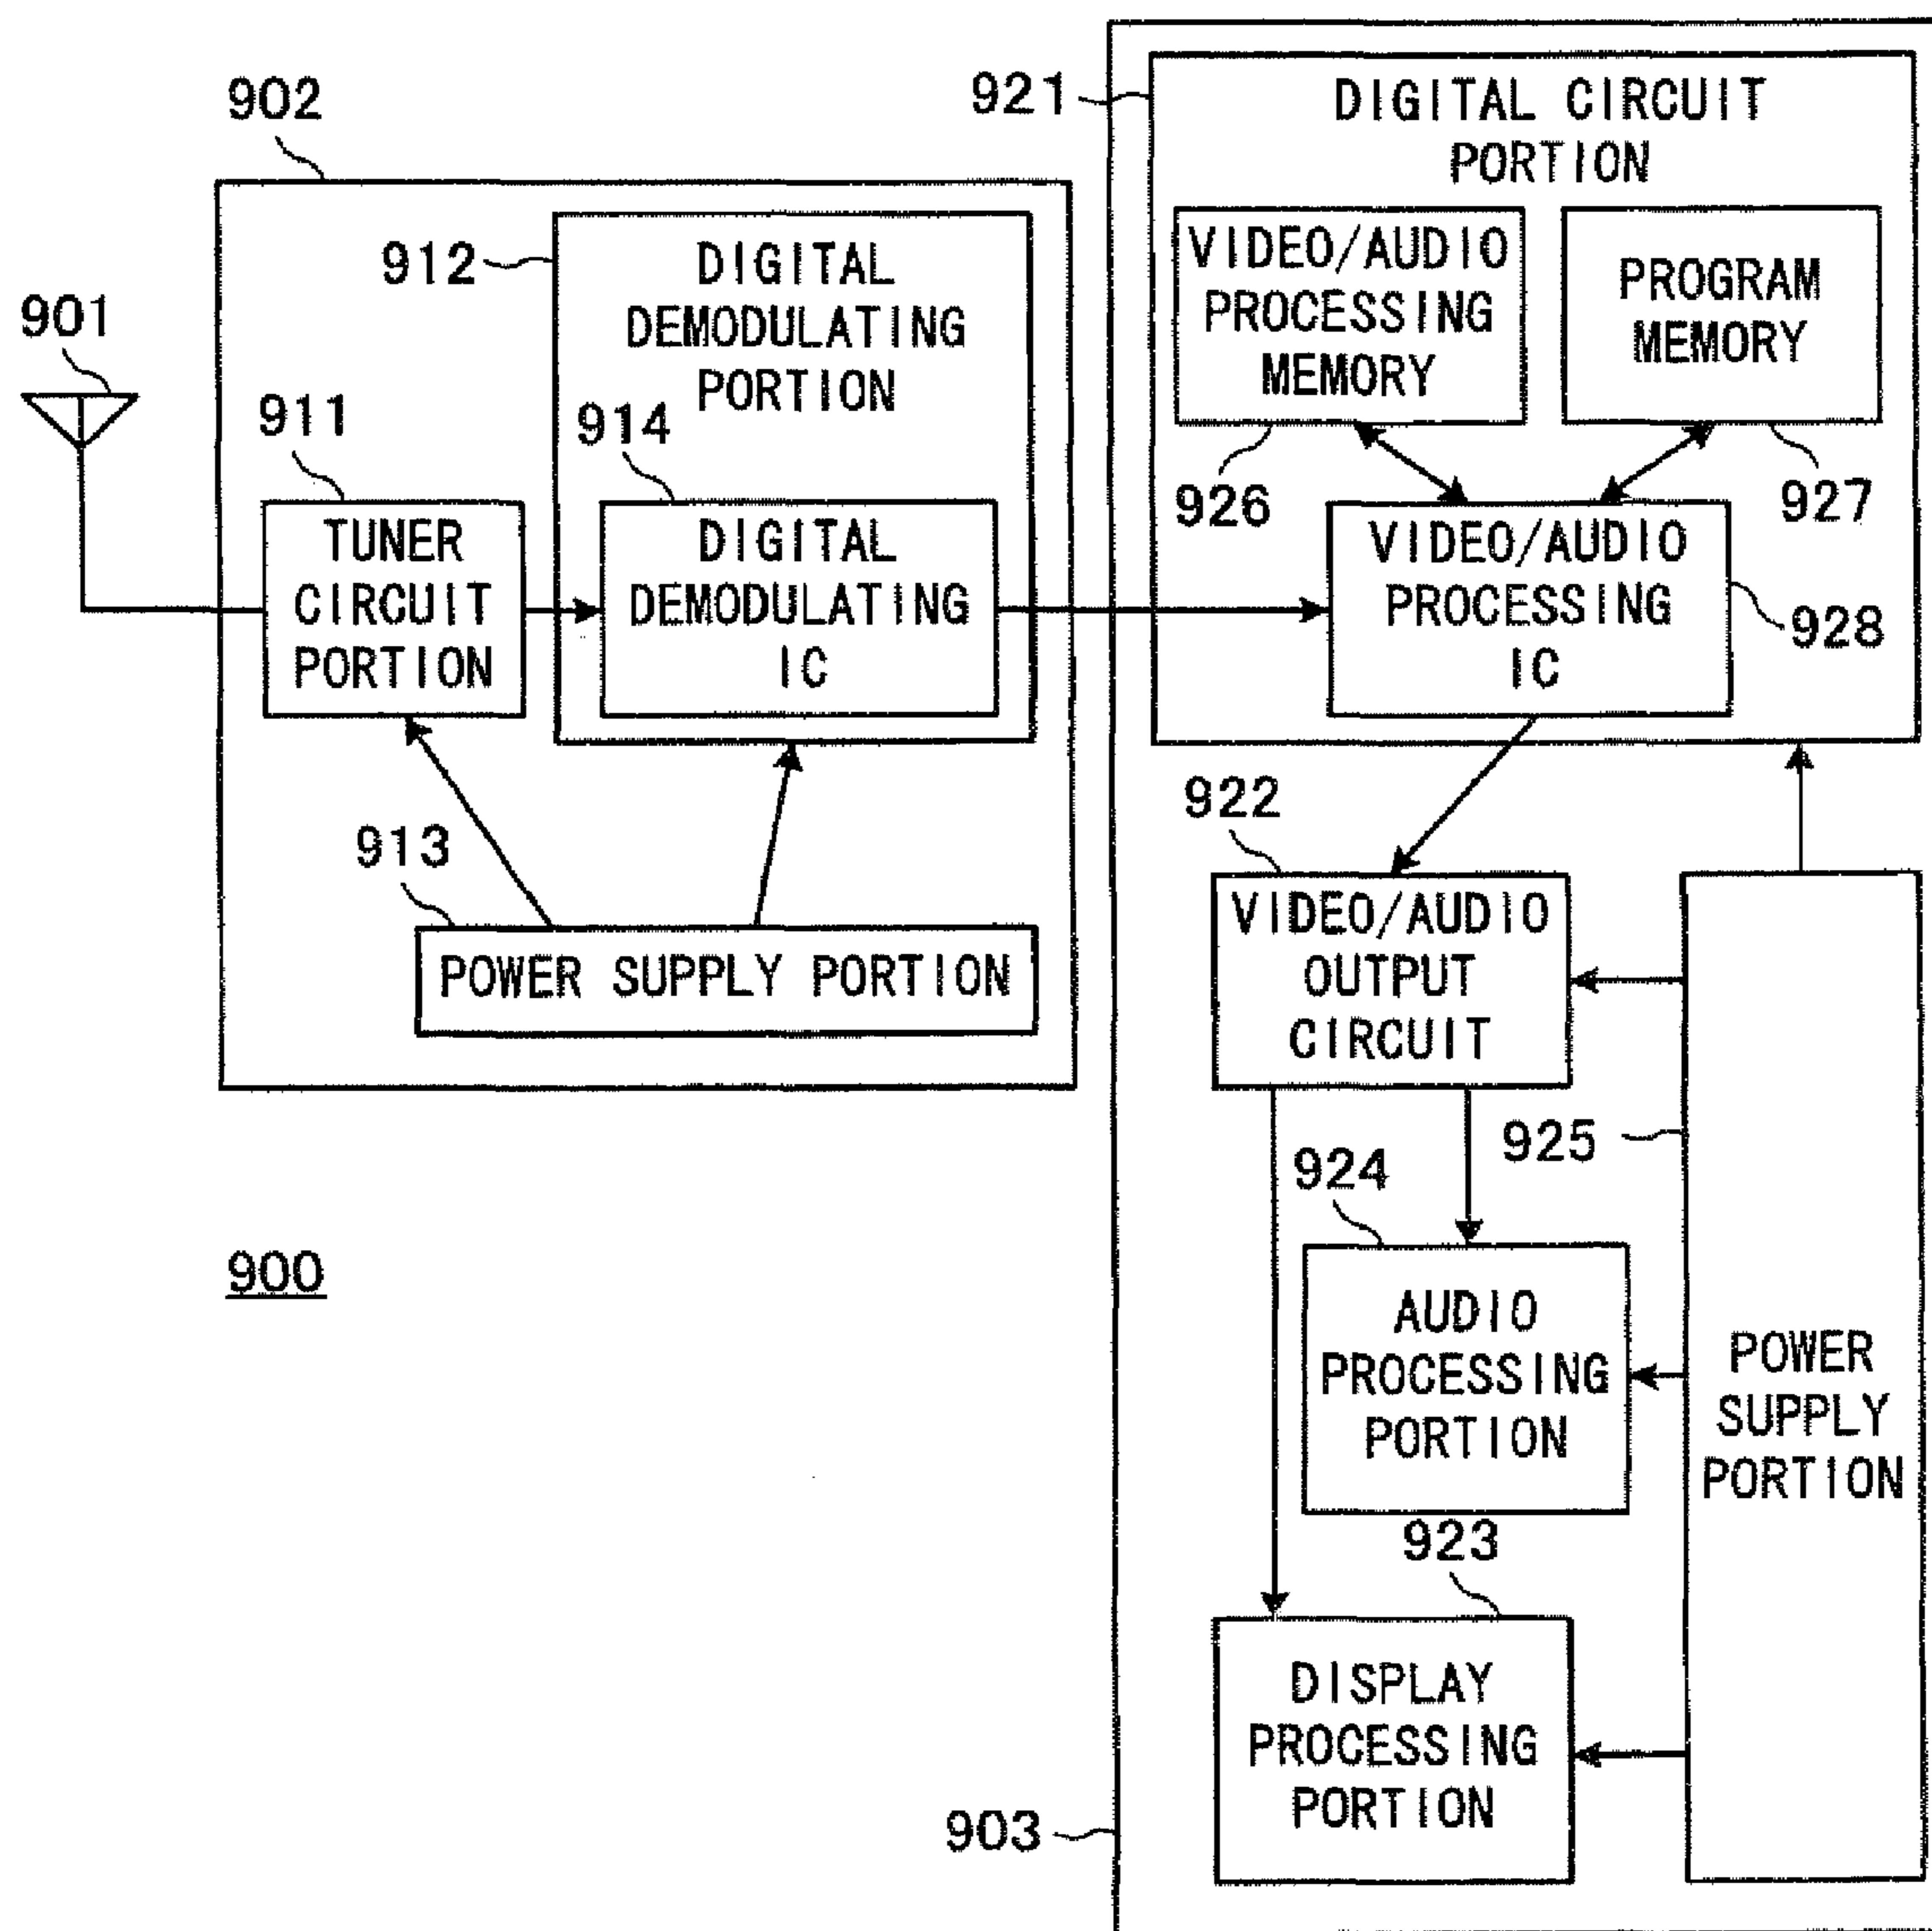 902
921
DIGITAL CIRCUIT
PORTION
912
DIGITAL
DEMODULATING
PORTION
VIDEO/AUDIO
PROCESSING
MEMORY
PROGRAM
MEMORY
901
911
914
926
927
TUNER
CIRCUIT
PORTION
DIGITAL
DEMODULATING
IC
VIDEO/AUDIO
PROCESSING
IC
928
913
POWER SUPPLY PORTION
922
VIDEO/AUDIO
OUTPUT
CIRCUIT
925
924
900
AUDIO
PROCESSING
PORTION
POWER
SUPPLY
PORTION
923
DISPLAY
PROCESSING
PORTION
903